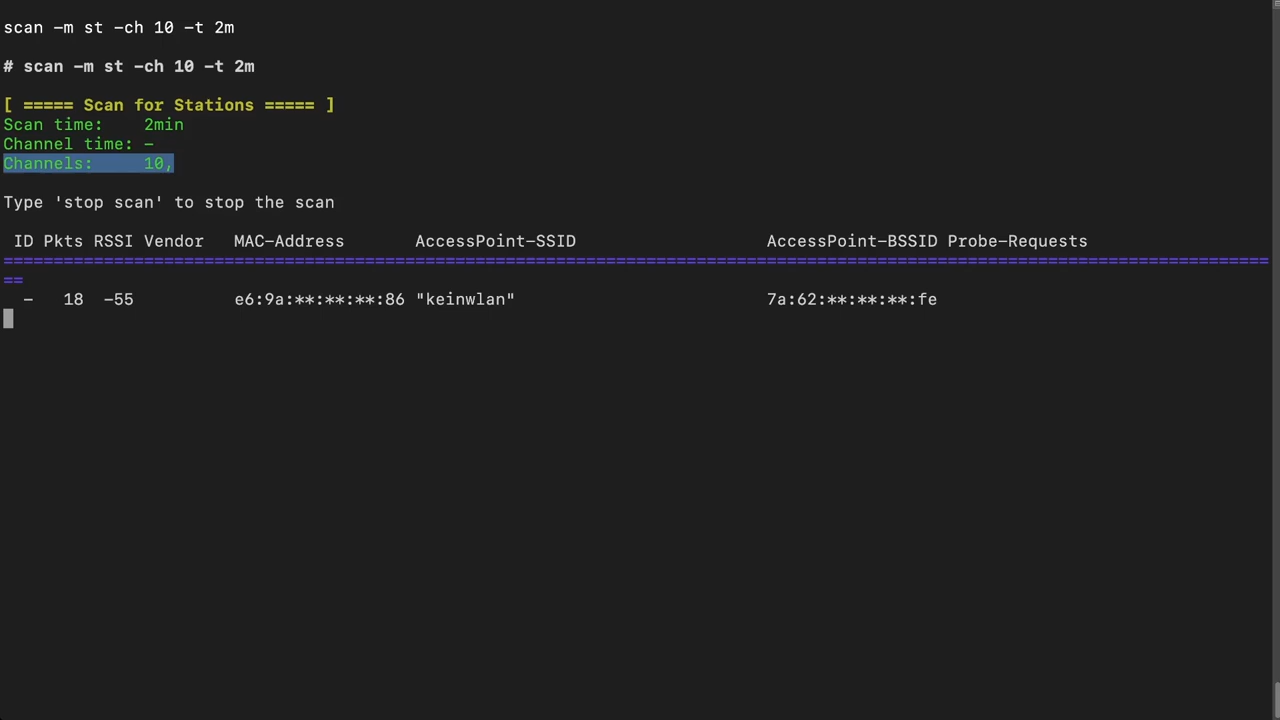 scan -m st -ch 10 -t 2m
# scan -m st -ch 10 -t 2m
[ ===== Scan for Stations ===== ]
Scan time:    2min
Channel time: -
Channels:     10,
Type 'stop scan' to stop the scan
ID Pkts RSSI Vendor   MAC-Address       AccessPoint-SSID                   AccessPoint-BSSID Probe-Requests
==============================================================================================================================
==
-   18  -55          e6:9a:**:**:**:86 "keinwlan"                         7a:62:**:**:**:fe